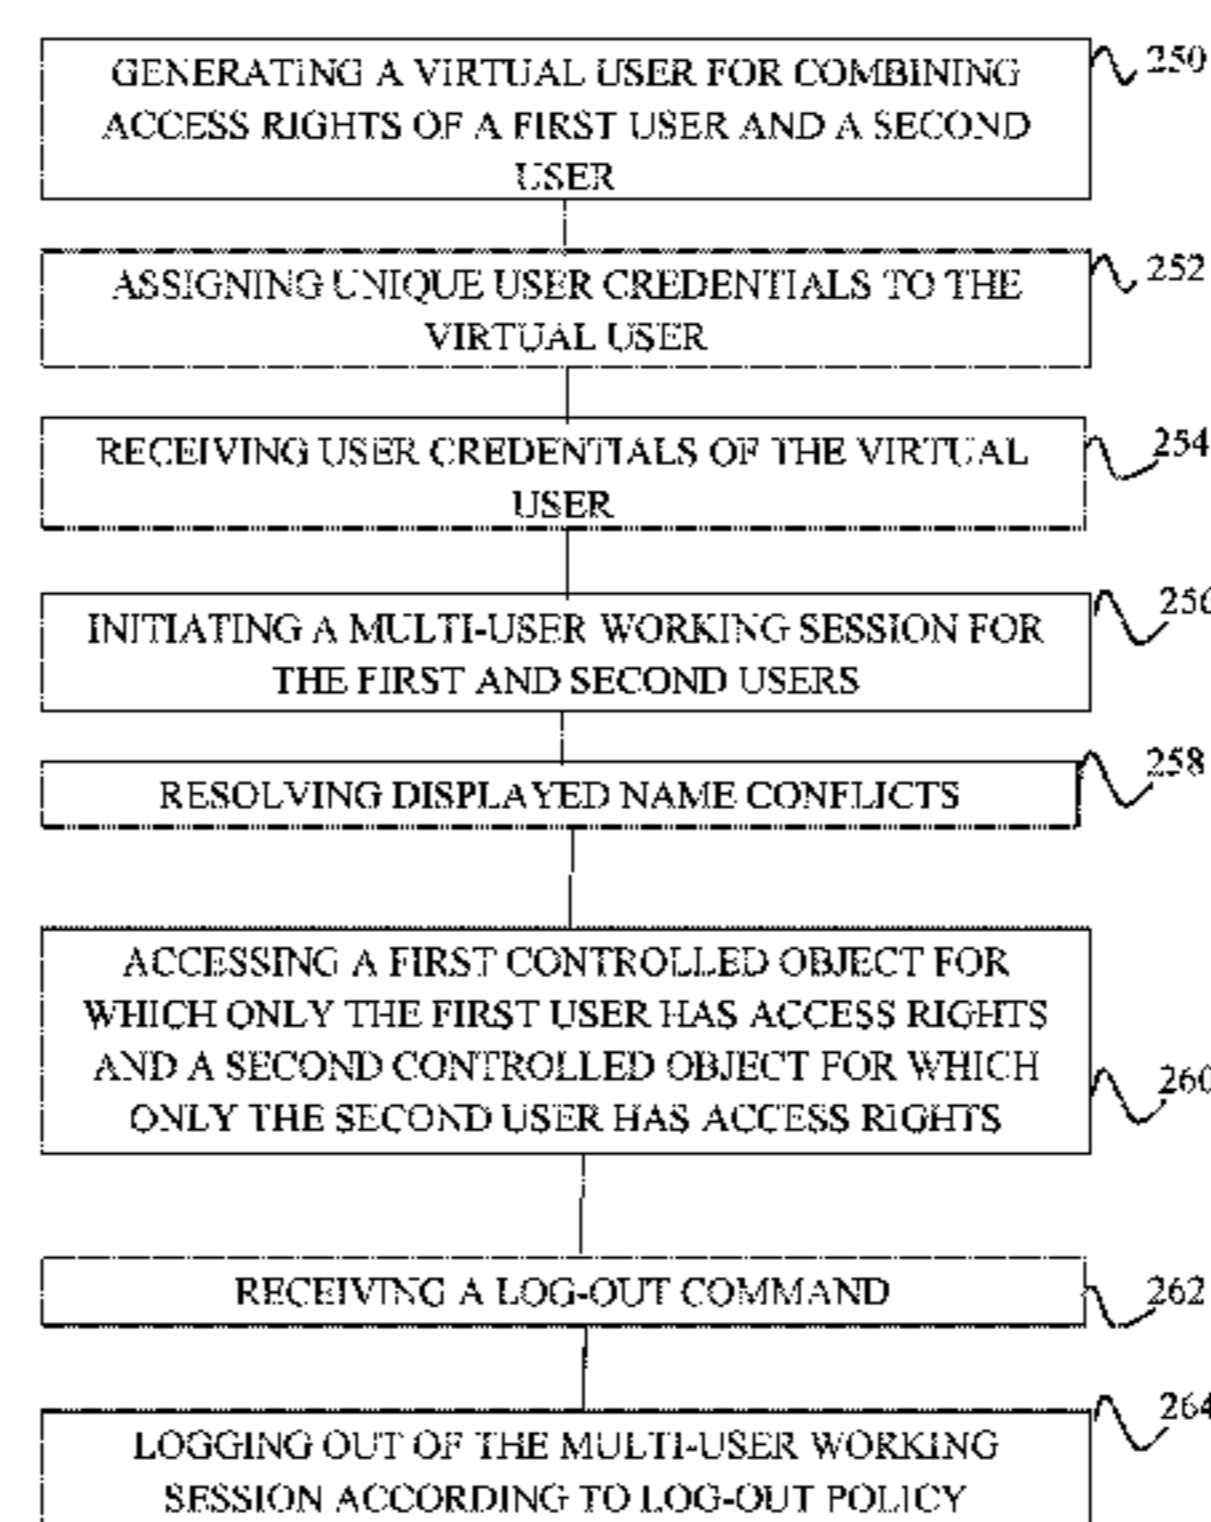 GENERATING A VIRTUAL USER FOR COMBINING
ACCESS RIGHTS OF A FIRST USER AND A SECOND
USER
250
ASSIGNING UNIQUE USER CREDENTIALS TO THE
VIRTUAL USER
252
RECEIVING USER CREDENTIALS OF THE VIRTUAL
USER
254
INITIATING A MULTI-USER WORKING SESSION FOR
THE FIRST AND SECOND USERS
256
RESOLVING DISPLAYED NAME CONFLICTS
258
ACCESSING A FIRST CONTROLLED OBJECT FOR
WHICH ONLY THE FIRST USER HAS ACCESS RIGHTS
AND A SECOND CONTROLLED OBJECT FOR WHICH
ONLY THE SECOND USER HAS ACCESS RIGHTS
260
RECEIVING A LOG-OUT COMMAND
262
LOGGING OUT OF THE MULTI-USER WORKING
SESSION ACCORDING TO LOG-OUT POLICY
264